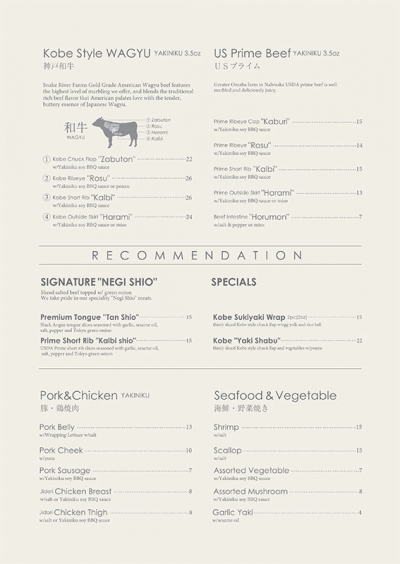 Kobe Style WAGYU YAKINIKU 3.5oz
神戸和牛
Snake River Farms Gold Grade American Wagyu beef features
the highest level of marbling we offer, and blends the traditional
rich beef flavor that American palates love with the tender,
buttery essence of Japanese Wagyu.
和牛
WAGYU
① Zabuton
② Rosu
③ Harami
④ Kalbi
① Kobe Chuck Flap "Zabuton" 22
w/Yakiniku soy BBQ sauce
② Kobe Ribeye "Rosu" 26
w/Yakiniku soy BBQ sauce or ponzu
③ Kobe Short Rib "Kalbi" 26
w/Yakiniku soy BBQ sauce
④ Kobe Outside Skirt "Harami" 24
w/Yakiniku soy BBQ sauce or miso
US Prime Beef YAKINIKU 3.5oz
ＵＳプライム
Greater Omaha farm in Nebraska USDA prime beef is well
marbled and deliciously juicy.
Prime Ribeye Cap "Kaburi" 15
w/Yakiniku soy BBQ sauce
Prime Ribeye "Rosu" 14
w/Yakiniku soy BBQ sauce
Prime Short Rib "Kalbi" 15
w/Yakiniku soy BBQ sauce
Prime Outside Skirt "Harami" 13
w/Yakiniku soy BBQ sauce or miso
Beef Intestine "Horumon" 7
w/salt & pepper or miso
RECOMMENDATION
SIGNATURE "NEGI SHIO"
Sliced salted beef topped w/ green onion
We take pride in our speciality "Negi Shio" meats.
Premium Tongue "Tan Shio" 15
Black Angus tongue slices seasoned with garlic, sesame oil,
salt, pepper and Tokyo green onion
Prime Short Rib "Kalbi shio" 15
USDA Prime short rib slices seasoned with garlic, sesame oil,
salt, pepper and Tokyo green onion
SPECIALS
Kobe Sukiyaki Wrap 2pc(2oz) 15
thinly sliced Kobe style chuck flap w/egg yolk and rice ball
Kobe "Yaki Shabu" 22
thinly sliced Kobe style chuck flap and vegetables w/ponzu
Pork&Chicken YAKINIKU
豚・鶏焼肉
Pork Belly 13
w/Wrapping Lettuce w/salt
Pork Cheek 10
w/yuzu
Pork Sausage 7
w/Yakiniku soy BBQ sauce
Jidori Chicken Breast 8
w/salt or Yakiniku soy BBQ sauce
Jidori Chicken Thigh 8
w/salt or Yakiniku soy BBQ sauce
Seafood & Vegetable
海鮮・野菜焼き
Shrimp 15
w/salt
Scallop 15
w/salt
Assorted Vegetable 7
w/Yakiniku soy BBQ sauce
Assorted Mushroom 8
w/Yakiniku soy BBQ sauce
Garlic Yaki 4
w/sesame oil